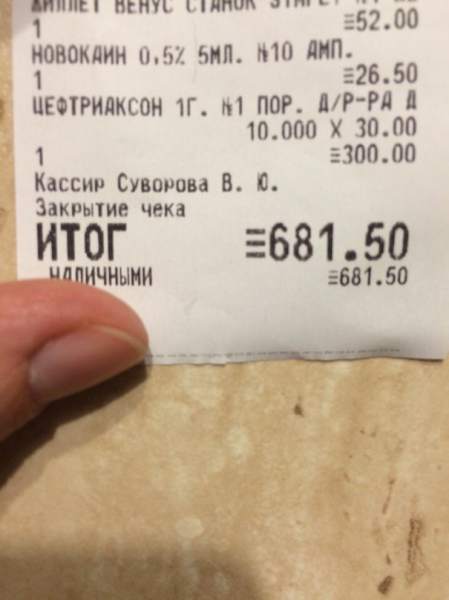 ВЕНУС СТАНОК
1
≡52.00
НОВОКАИН 0,5% 5МЛ. №10 АМП.
1
≡26.50
ЦЕФТРИАКСОН 1Г. №1 ПОР. Д/Р-РА Д
10.000 X 30.00
1
≡300.00
Кассир Суворова В. Ю.
Закрытие чека
ИТОГ ≡681.50
НАЛИЧНЫМИ ≡681.50